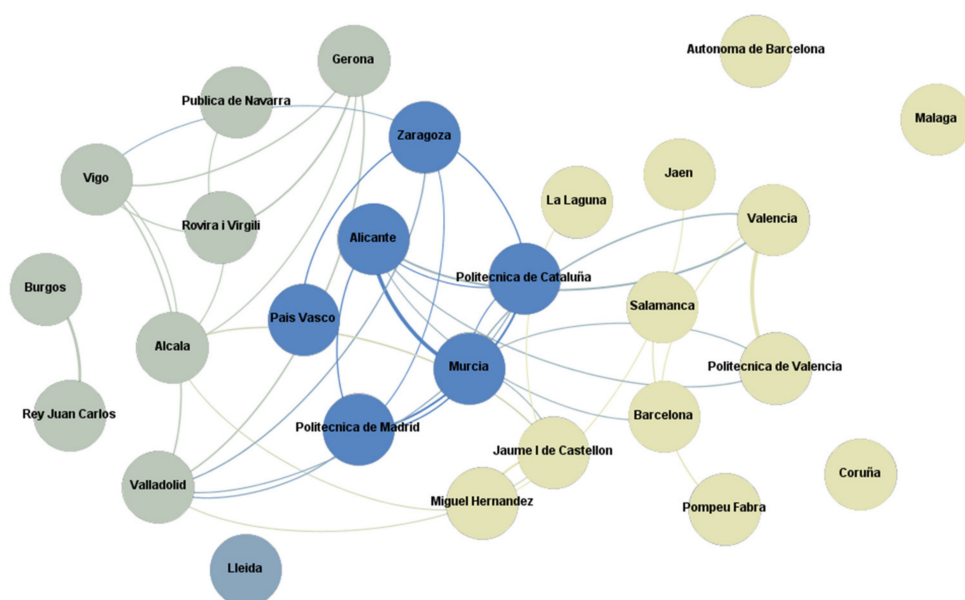 Autonoma de Barcelona
Gerona
Publica de Navarra
Malaga
Zaragoza
Jaen
Vigo
La Laguna
Valencia
Rovira i Virgili
Alicante
Politecnica de Cataluña
Burgos
Salamanca
Pais Vasco
Alcala
Murcia
Politecnica de Valencia
Rey Juan Carlos
Barcelona
Politecnica de Madrid
Jaume I de Castellon
Coruña
Valladolid
Miguel Hernandez
Pompeu Fabra
Lleida